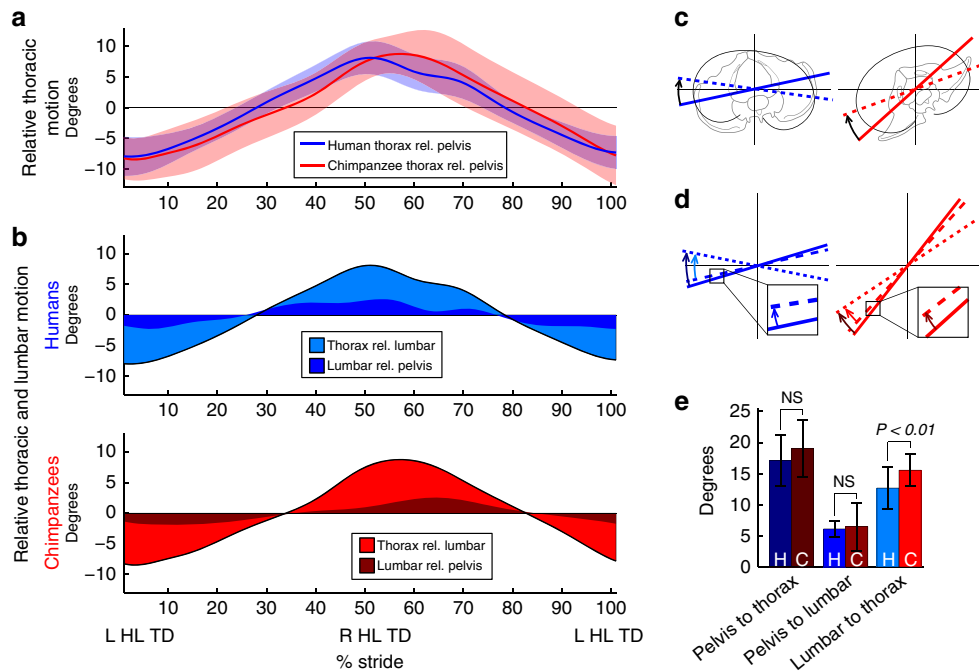 a
Relative thoracic
motion
Degrees
10
5
0
−5
−10
Human thorax rel. pelvis
Chimpanzee thorax rel. pelvis
10 20 30 40 50 60 70 80 90 100
b
Relative thoracic and lumbar motion
Humans
Degrees
10
5
0
−5
−10
Thorax rel. lumbar
Lumbar rel. pelvis
10 20 30 40 50 60 70 80 90 100
Chimpanzees
Degrees
10
5
0
−5
−10
Thorax rel. lumbar
Lumbar rel. pelvis
10 20 30 40 50 60 70 80 90 100
L HL TD R HL TD L HL TD
% stride
c
d
e
Degrees
25
20
15
10
5
0
NS
NS
P < 0.01
H C H C H C
Pelvis to thorax
Pelvis to lumbar
Lumbar to thorax